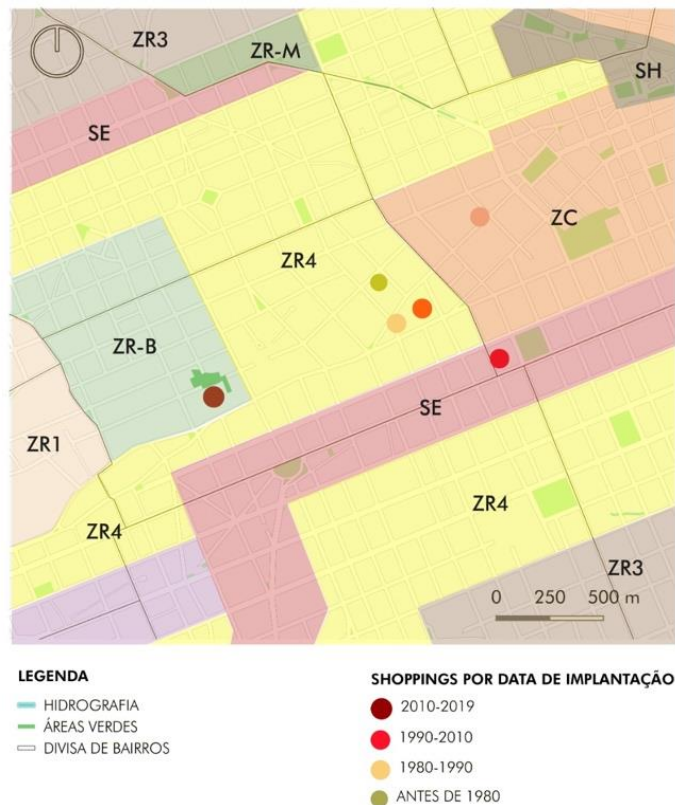 ZR3
ZR-M
SH
SE
ZC
ZR4
ZR-B
SE
ZR1
ZR4
ZR4
ZR3
0 250 500 m
LEGENDA
HIDROGRAFIA
ÁREAS VERDES
DIVISA DE BAIRROS
SHOPPINGS POR DATA DE IMPLANTAÇÃO
2010-2019
1990-2010
1980-1990
ANTES DE 1980